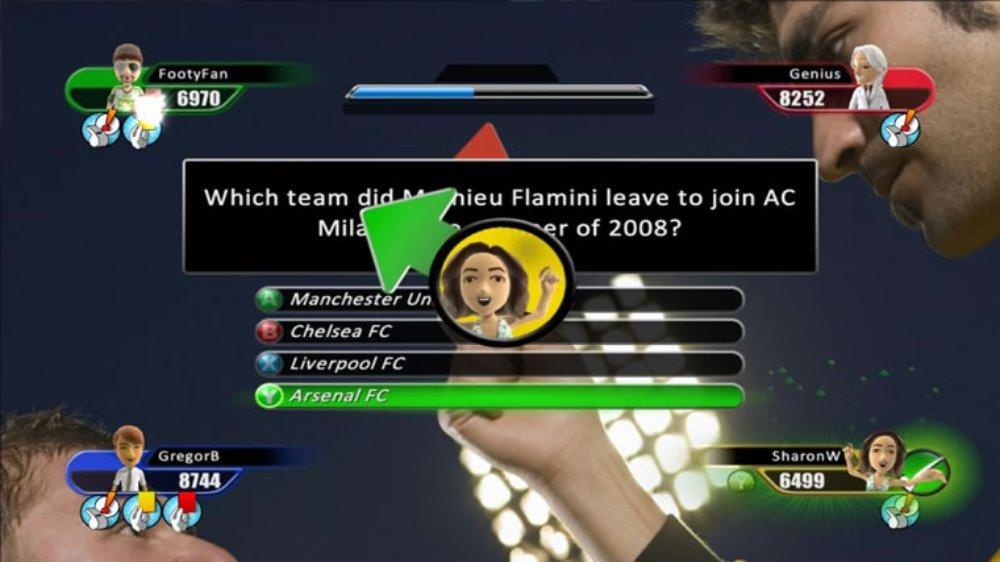 FootyFan
6970
Genius
8252
Which team did hieu Flamini leave to join AC
Mila er of 2008?
A Manchester Un
B Chelsea FC
X Liverpool FC
Y Arsenal FC
GregorB
8744
SharonW
Y 6499